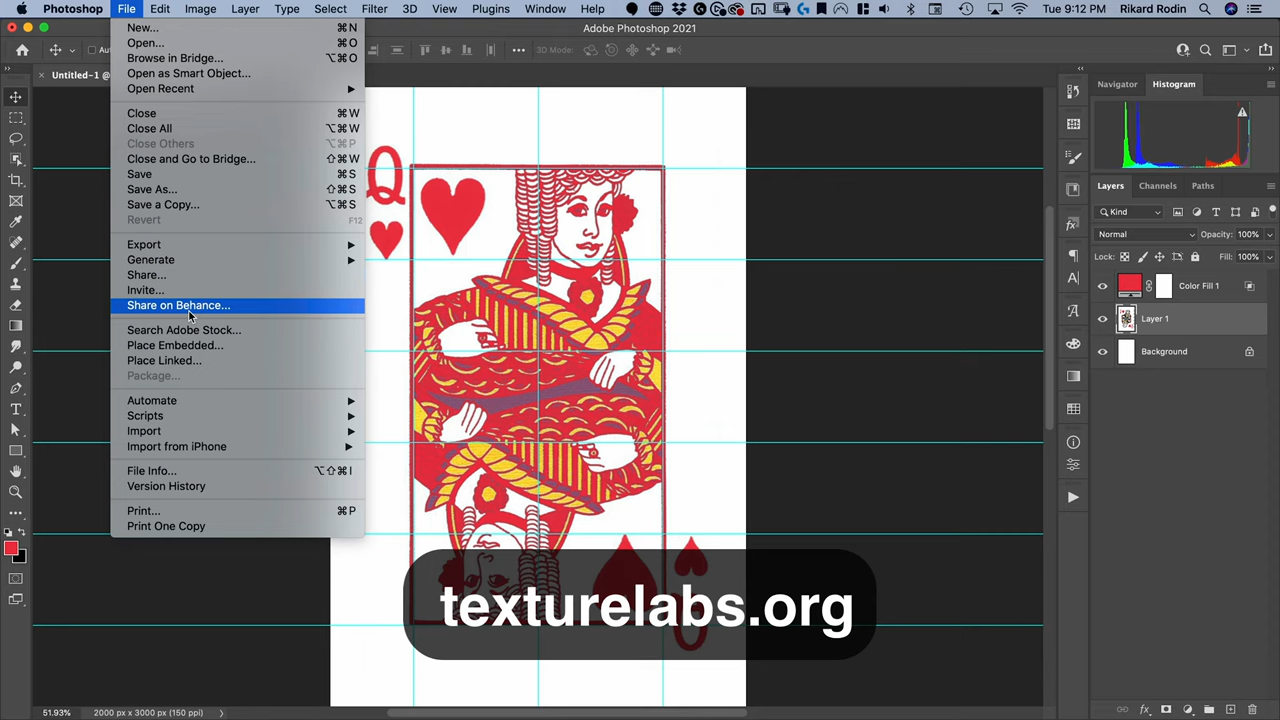 Photoshop File Edit Image Layer Type Select Filter 3D View Plugins Window Help Tue 9:12 PM Rikard Rodin
Adobe Photoshop 2021
3D Mode:
Untitled-1 @
New... ⌘N
Open... ⌘O
Browse in Bridge... ⌥⌘O
Open as Smart Object...
Open Recent
Close ⌘W
Close All ⌥⌘W
Close Others ⌥⌘P
Close and Go to Bridge... ⇧⌘W
Save ⌘S
Save As... ⇧⌘S
Save a Copy... ⌥⌘S
Revert F12
Export
Generate
Share...
Invite...
Share on Behance...
Search Adobe Stock...
Place Embedded...
Place Linked...
Package...
Automate
Scripts
Import
Import from iPhone
File Info... ⌥⇧⌘I
Version History
Print... ⌘P
Print One Copy
Q
Q
texturelabs.org
Navigator Histogram
Layers Channels Paths
Kind
Normal Opacity: 100%
Lock: Fill: 100%
Color Fill 1
Layer 1
Background
51.93% 2000 px x 3000 px (150 ppi)